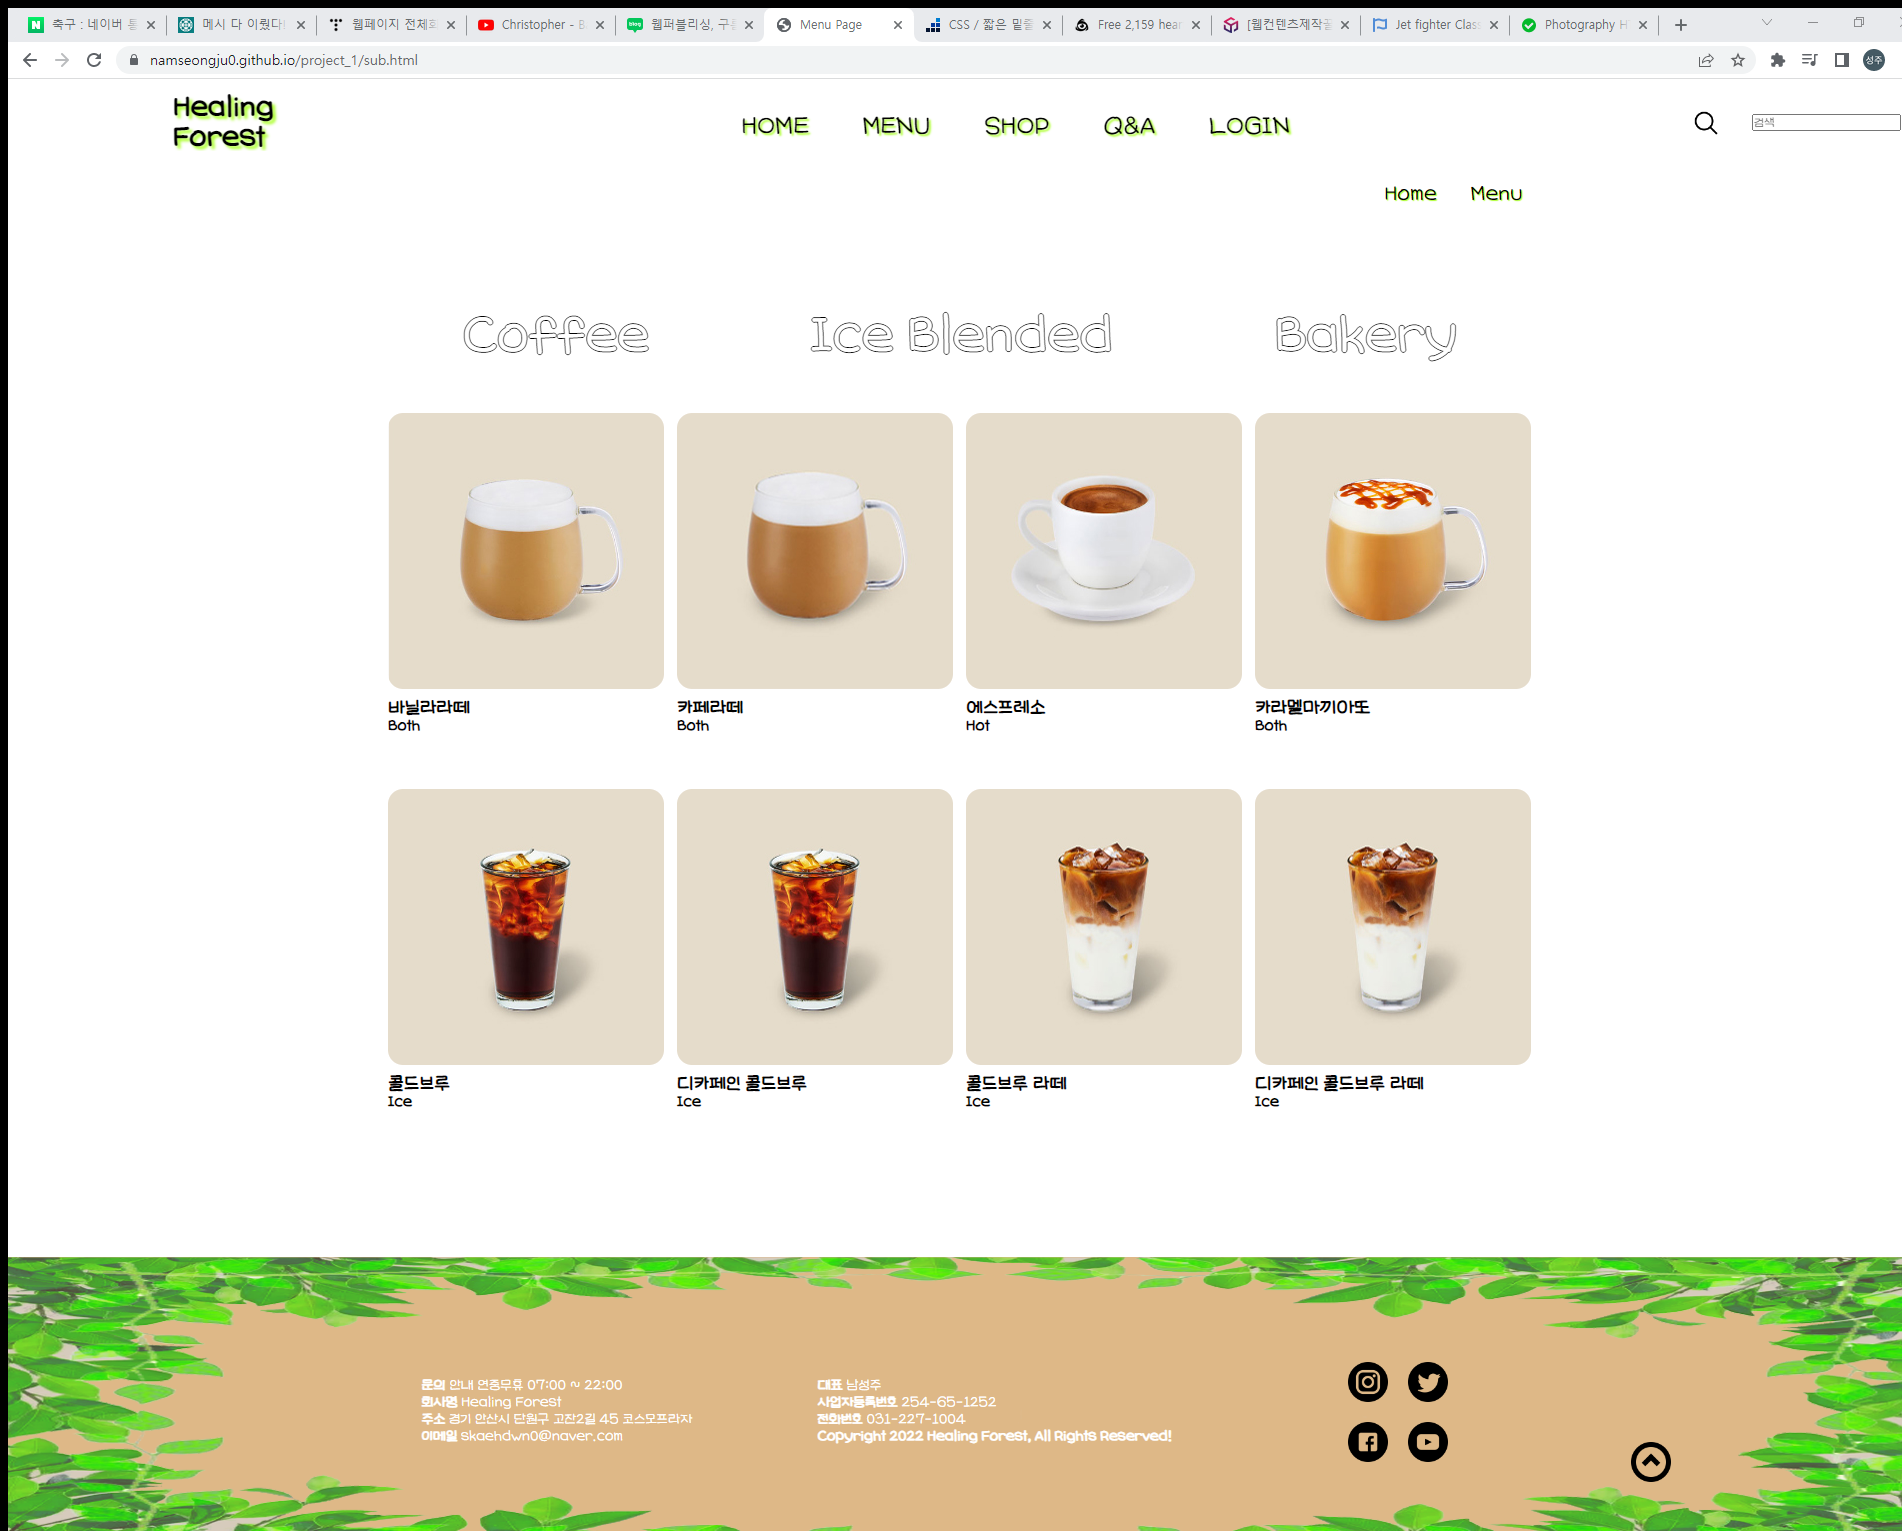 축구 : 네이버 통
메시 다 이뤘다!
웹페이지 전체화
Christopher - B
웹퍼블리싱, 구름
Menu Page
CSS / 짧은 밑줄
Free 2,159 hear
[웹컨텐츠제작실
Jet fighter Clas
Photography H
namseongju0.github.io/project_1/sub.html
성주
Healing
Forest
HOME MENU SHOP Q&A LOGIN
검색
Home Menu
Coffee Ice Blended Bakery
바닐라라떼
Both
카페라떼
Both
에스프레소
Hot
카라멜마끼아또
Both
콜드브루
Ice
디카페인 콜드브루
Ice
콜드브루 라떼
Ice
디카페인 콜드브루 라떼
Ice
문의 안내 연중무휴 07:00 ~ 22:00
회사명 Healing Forest
주소 경기 안산시 단원구 고잔2길 45 코스모프라자
이메일 skaehdwn0@naver.com
대표 남성주
사업자등록번호 254-65-1252
전화번호 031-227-1004
Copyright 2022 Healing Forest, All Rights Reserved!